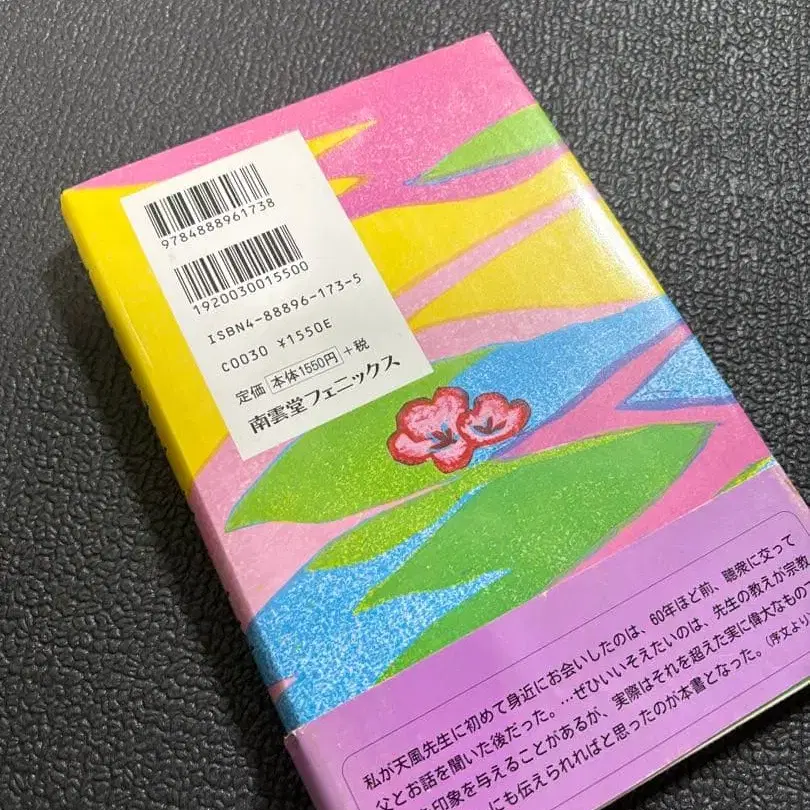 9784888961738
1920030015500
ISBN4-88896-173-5
C0030 ¥1550E
定価 本体1550円 +税
南雲堂フェニックス
私が天風先生に初めて身近にお会いしたのは、60年ほど前、聴衆に交って
父とお話を聞いた後だった。…ぜひいいそえたいのは、先生の教えが宗教
印象を与えることがあるが、実際はそれを超えた実に偉大なもの
にも伝えられればと思ったのが本書となった。(序文より)